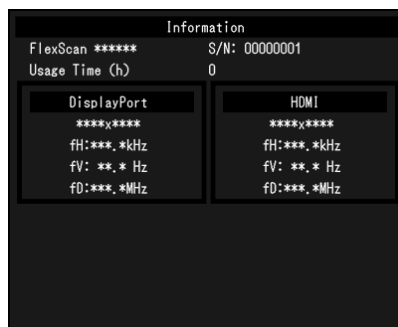 Information
FlexScan ****** S/N: 00000001
Usage Time (h) 0
DisplayPort HDMI
****x**** ****x****
fH:***.*kHz fH:***.*kHz
fV: **.* Hz fV: **.* Hz
fD:***.*MHz fD:***.*MHz